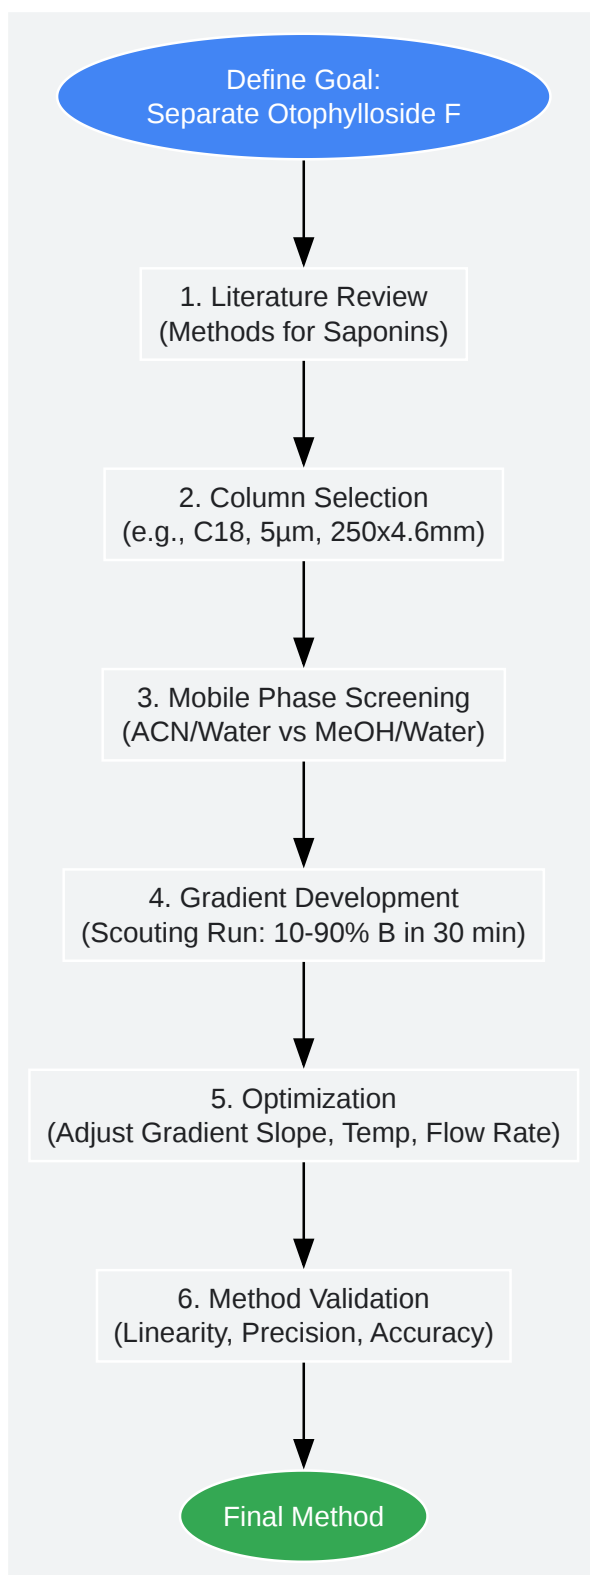 Define Goal:
Separate Otophylloside F
1. Literature Review
(Methods for Saponins)
2. Column Selection
(e.g., C18, 5µm, 250x4.6mm)
3. Mobile Phase Screening
(ACN/Water vs MeOH/Water)
4. Gradient Development
(Scouting Run: 10-90% B in 30 min)
5. Optimization
(Adjust Gradient Slope, Temp, Flow Rate)
6. Method Validation
(Linearity, Precision, Accuracy)
Final Method